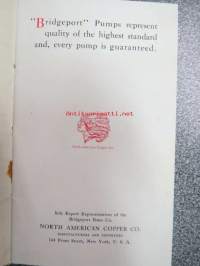 "Bridgeport" Pumps represent
quality of the highest standard
and, every pump is guaranteed.
Sole Export Representatives of the
Bridgeport Brass Co.
NORTH AMERICAN COPPER CO.
MANUFACTURERS AND EXPORTERS
Front Street, New York, U. S. A.